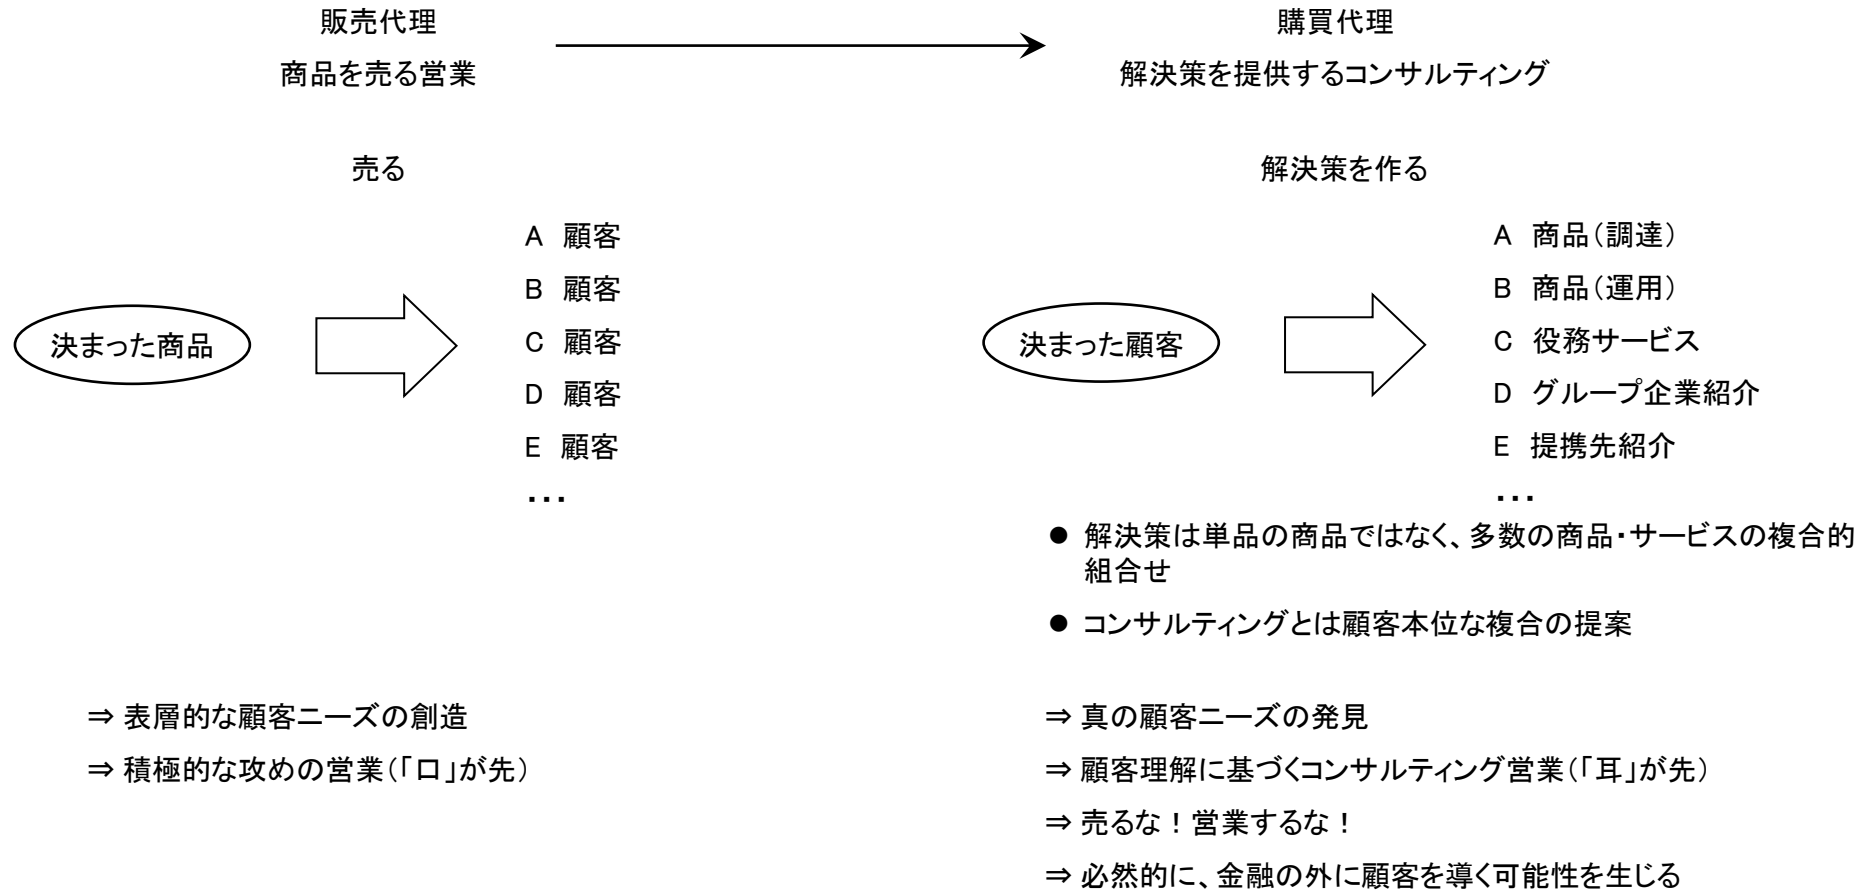 販売代理
商品を売る営業
売る
決まった商品
A 顧客
B 顧客
C 顧客
D 顧客
E 顧客
・・・
⇒ 表層的な顧客ニーズの創造
⇒ 積極的な攻めの営業（「口」が先）
購買代理
解決策を提供するコンサルティング
解決策を作る
決まった顧客
A 商品（調達）
B 商品（運用）
C 役務サービス
D グループ企業紹介
E 提携先紹介
・・・
● 解決策は単品の商品ではなく、多数の商品・サービスの複合的
組合せ
● コンサルティングとは顧客本位な複合の提案
⇒ 真の顧客ニーズの発見
⇒ 顧客理解に基づくコンサルティング営業（「耳」が先）
⇒ 売るな！営業するな！
⇒ 必然的に、金融の外に顧客を導く可能性を生じる